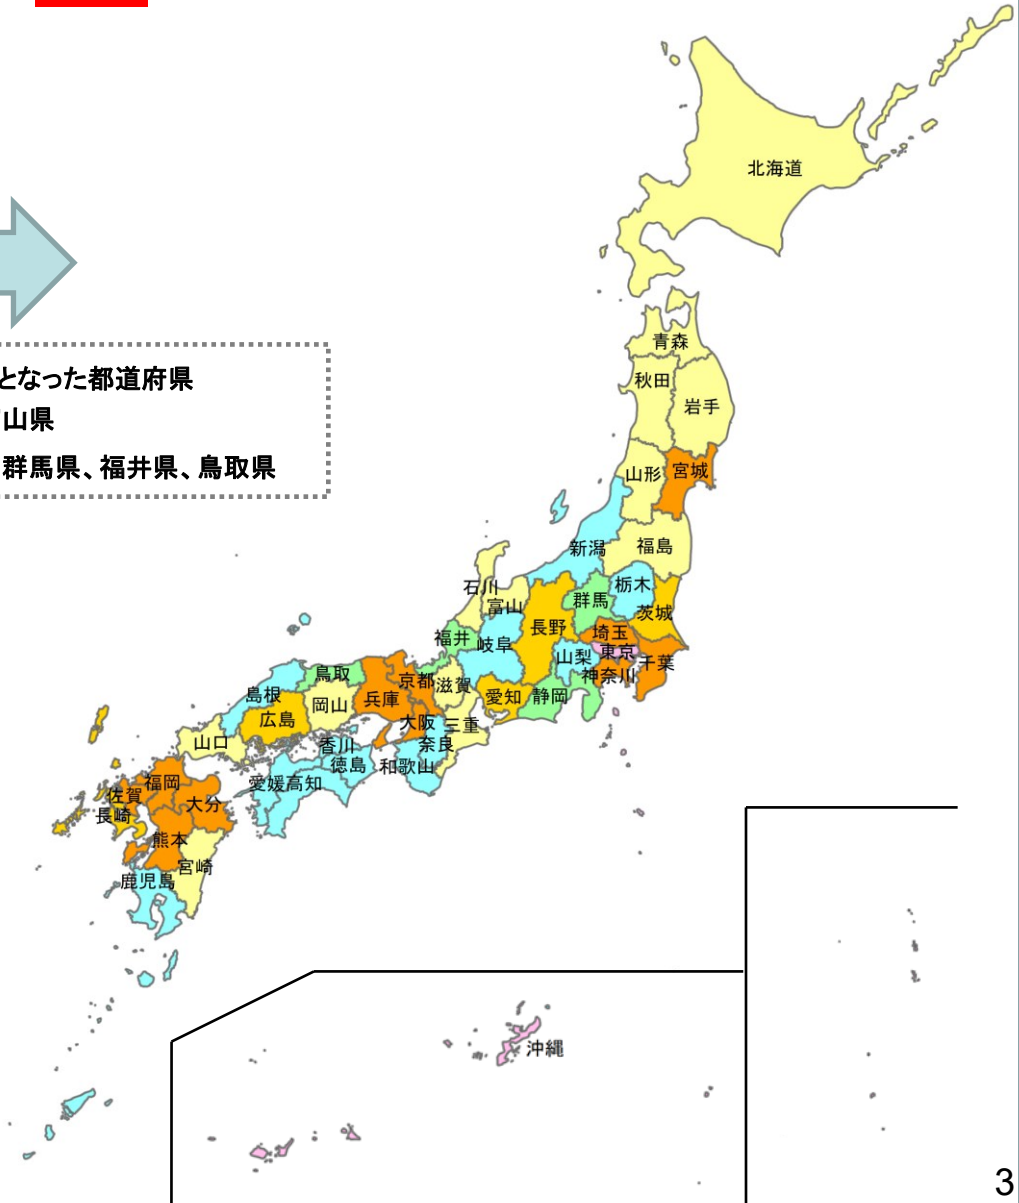 北海道
青森
秋田
岩手
となった都道府県
山県
群馬県、福井県、鳥取県
山形
宮城
新潟
福島
石川
富山
群馬
栃木
茨城
長野
福井
岐阜
埼玉
東京
山梨
千葉
神奈川
鳥取
京都
滋賀
愛知
静岡
島根
岡山
兵庫
広島
大阪
三重
山口
香川
奈良
徳島
和歌山
愛媛
高知
福岡
佐賀
大分
長崎
熊本
宮崎
鹿児島
沖縄
3